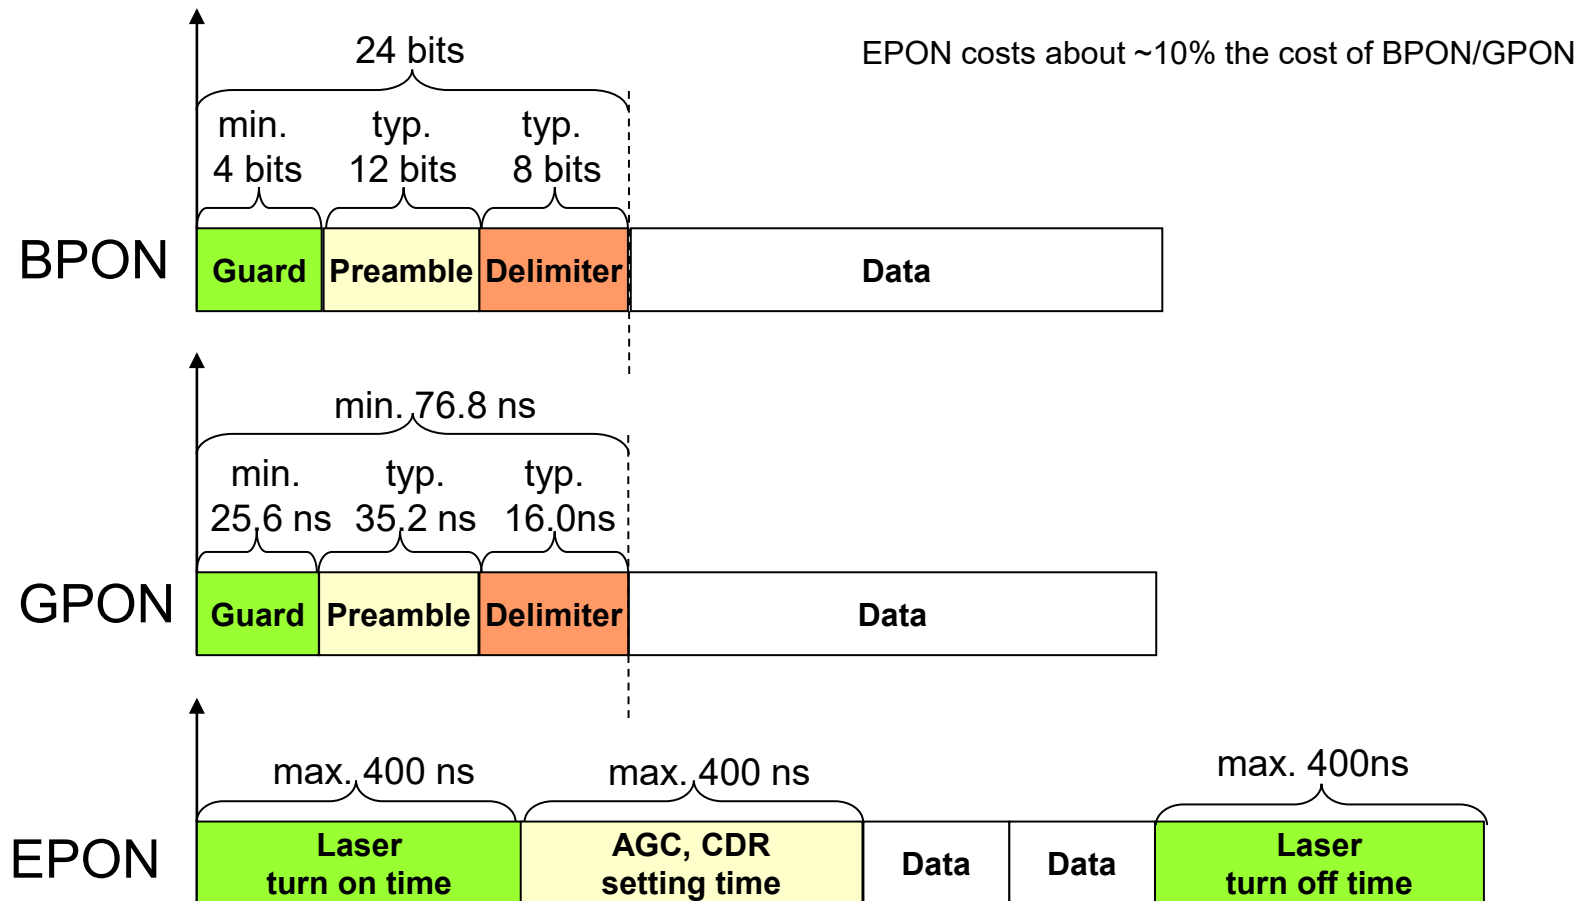 24 bits
EPON costs about ~10% the cost of BPON/GPON
min. typ. typ.
4 bits 12 bits 8 bits
BPON Guard Preamble Delimiter Data
min. 76.8 ns
min. typ. typ.
25.6 ns 35.2 ns 16.0ns
GPON Guard Preamble Delimiter Data
max. 400 ns max. 400 ns max. 400ns
EPON
Laser
turn on time
AGC, CDR
setting time
Data
Data
Laser
turn off time